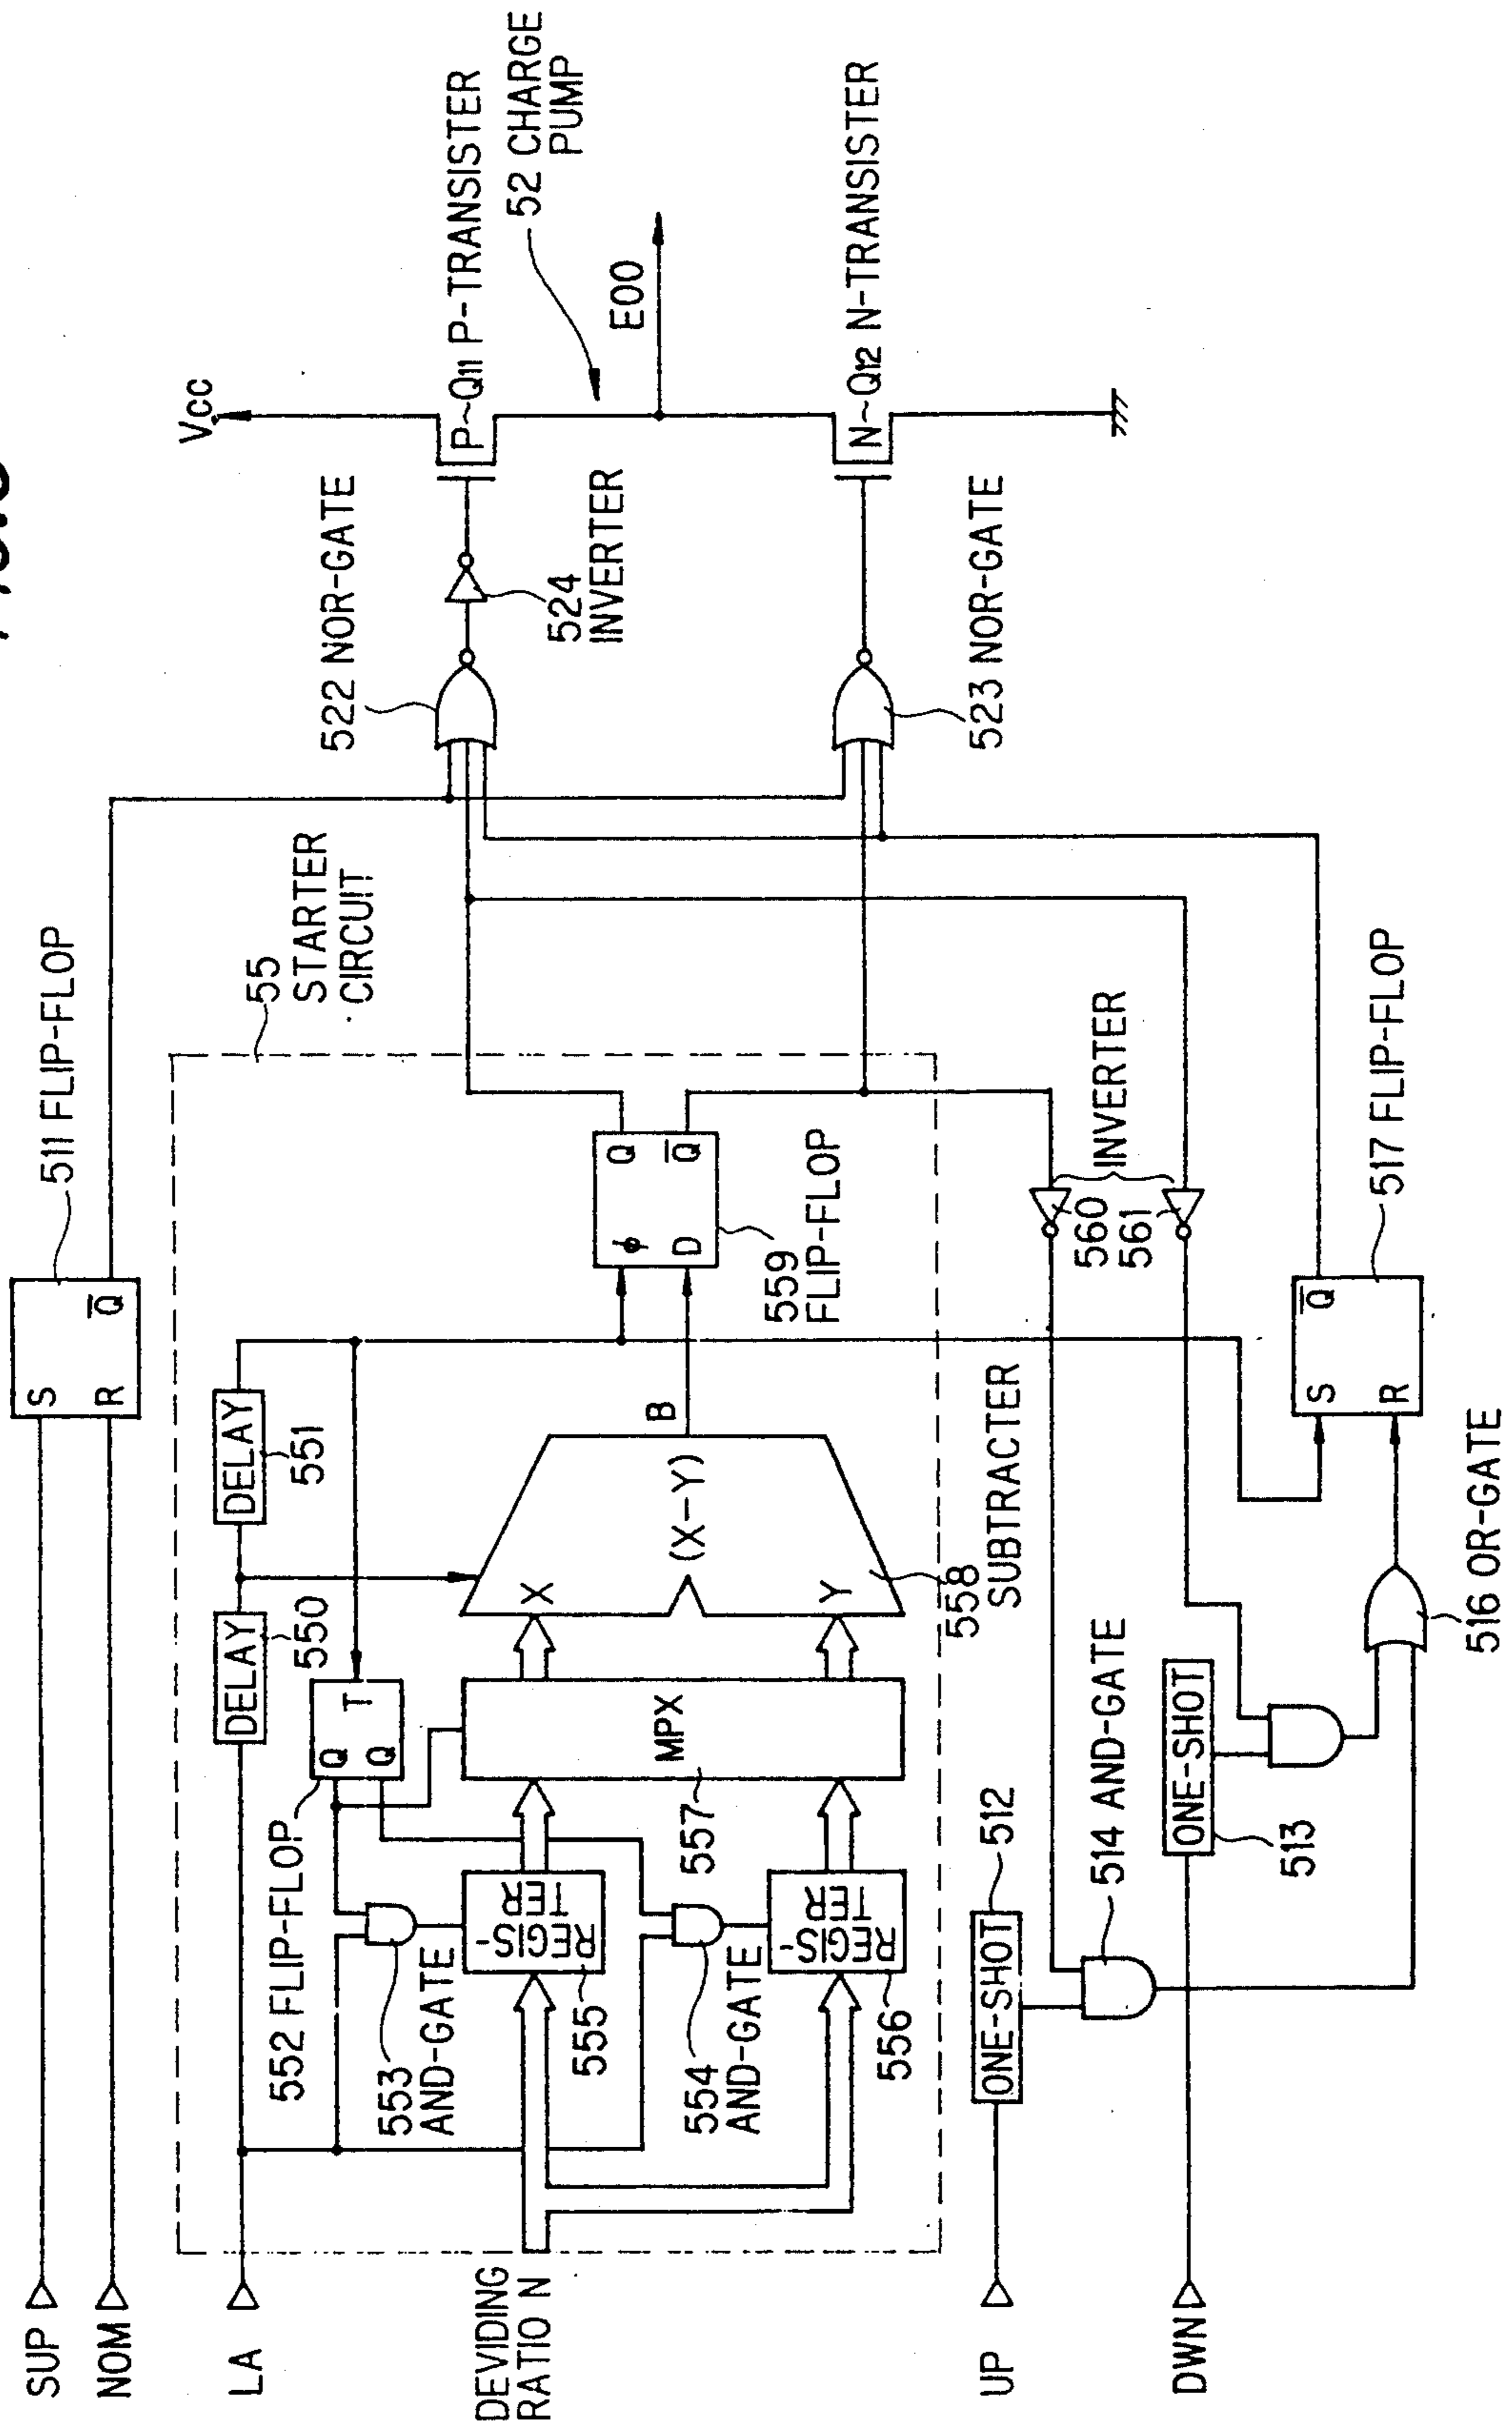 SUP
NOM
S
R
Q̅
511 FLIP-FLOP
LA
DELAY
550
DELAY
551
55
STARTER
CIRCUIT
552 FLIP-FLOP
Q
Q
T
553
AND-GATE
REGIS-
TER
555
554
AND-GATE
REGIS-
TER
556
DEVIDING
RATIO N
MPX
557
X
Y
(X-Y)
B
558
SUBTRACTER
ϕ
D
Q
Q̅
559
FLIP-FLOP
522 NOR-GATE
524
INVERTER
523 NOR-GATE
Vcc
P~Q11 P-TRANSISTER
52 CHARGE
PUMP
E00
N~Q12 N-TRANSISTER
INVERTER
560
561
UP
ONE-SHOT
512
514 AND-GATE
DWN
ONE-SHOT
513
516 OR-GATE
S
R
Q̅
517 FLIP-FLOP